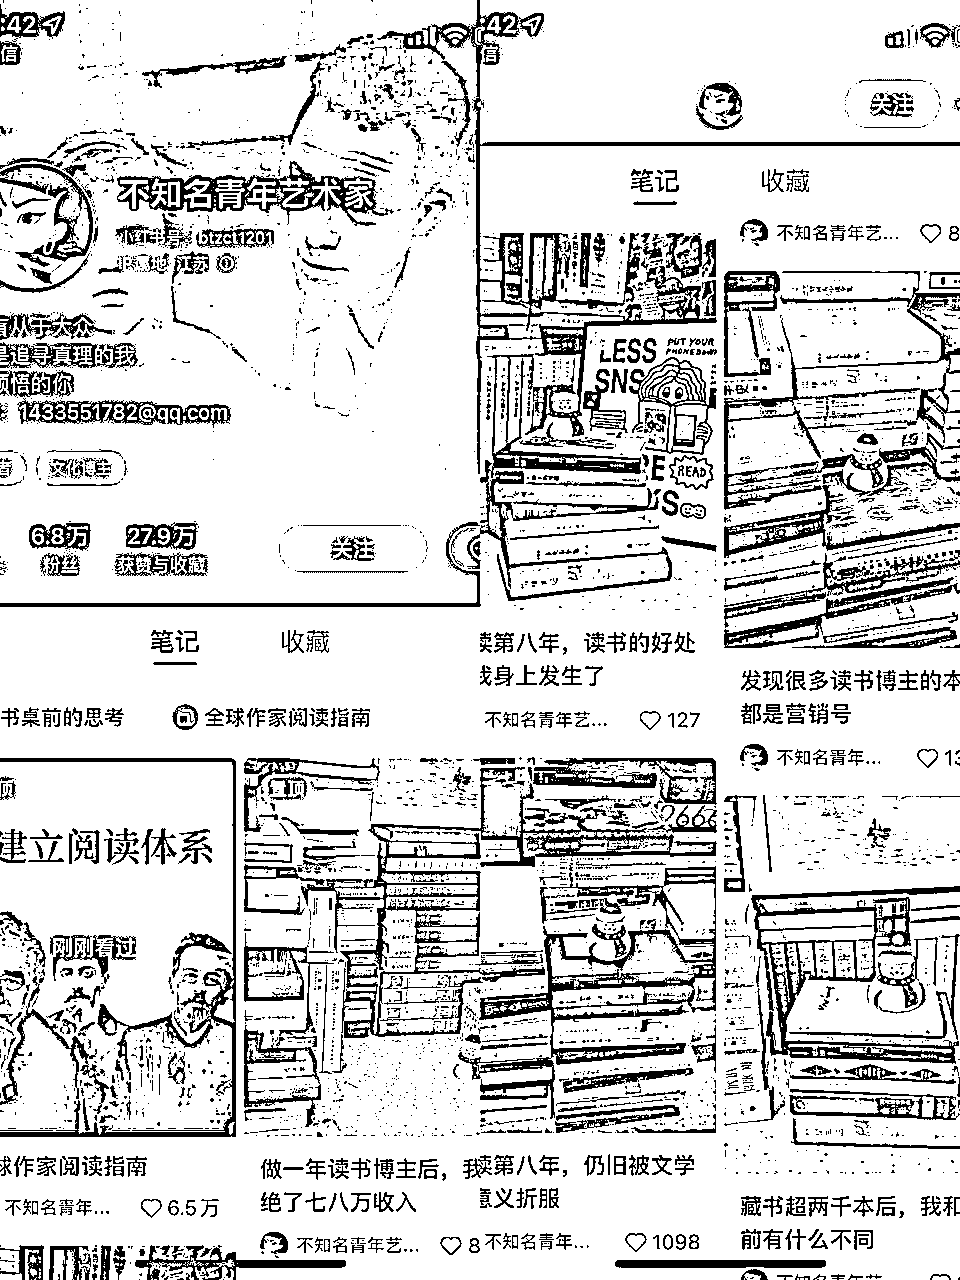 :42
信
不知名青年艺术家
小红书号：btzct1201
IP属地：江苏
盲从于大众
是追寻真理的我
顿悟的你
1433551782@qq.com
文化博主
6.8万
27.9万
粉丝
获赞与收藏
关注
笔记
收藏
书桌前的思考
全球作家阅读指南
顶
建立阅读体系
刚刚看过
球作家阅读指南
不知名青年...
6.5万
置顶
做一年读书博主后，我
绝了七八万收入
不知名青年艺...
8
:42
信
关注
笔记
收藏
LESS
SNS
PUT YOUR
PHONE DOWN
READ
读第八年，读书的好处
我身上发生了
不知名青年艺...
127
2666
读第八年，仍旧被文学
意义折服
不知名青年...
1098
不知名青年艺...
8
发现很多读书博主的本
都是营销号
不知名青年...
13
藏书超两千本后，我和
前有什么不同